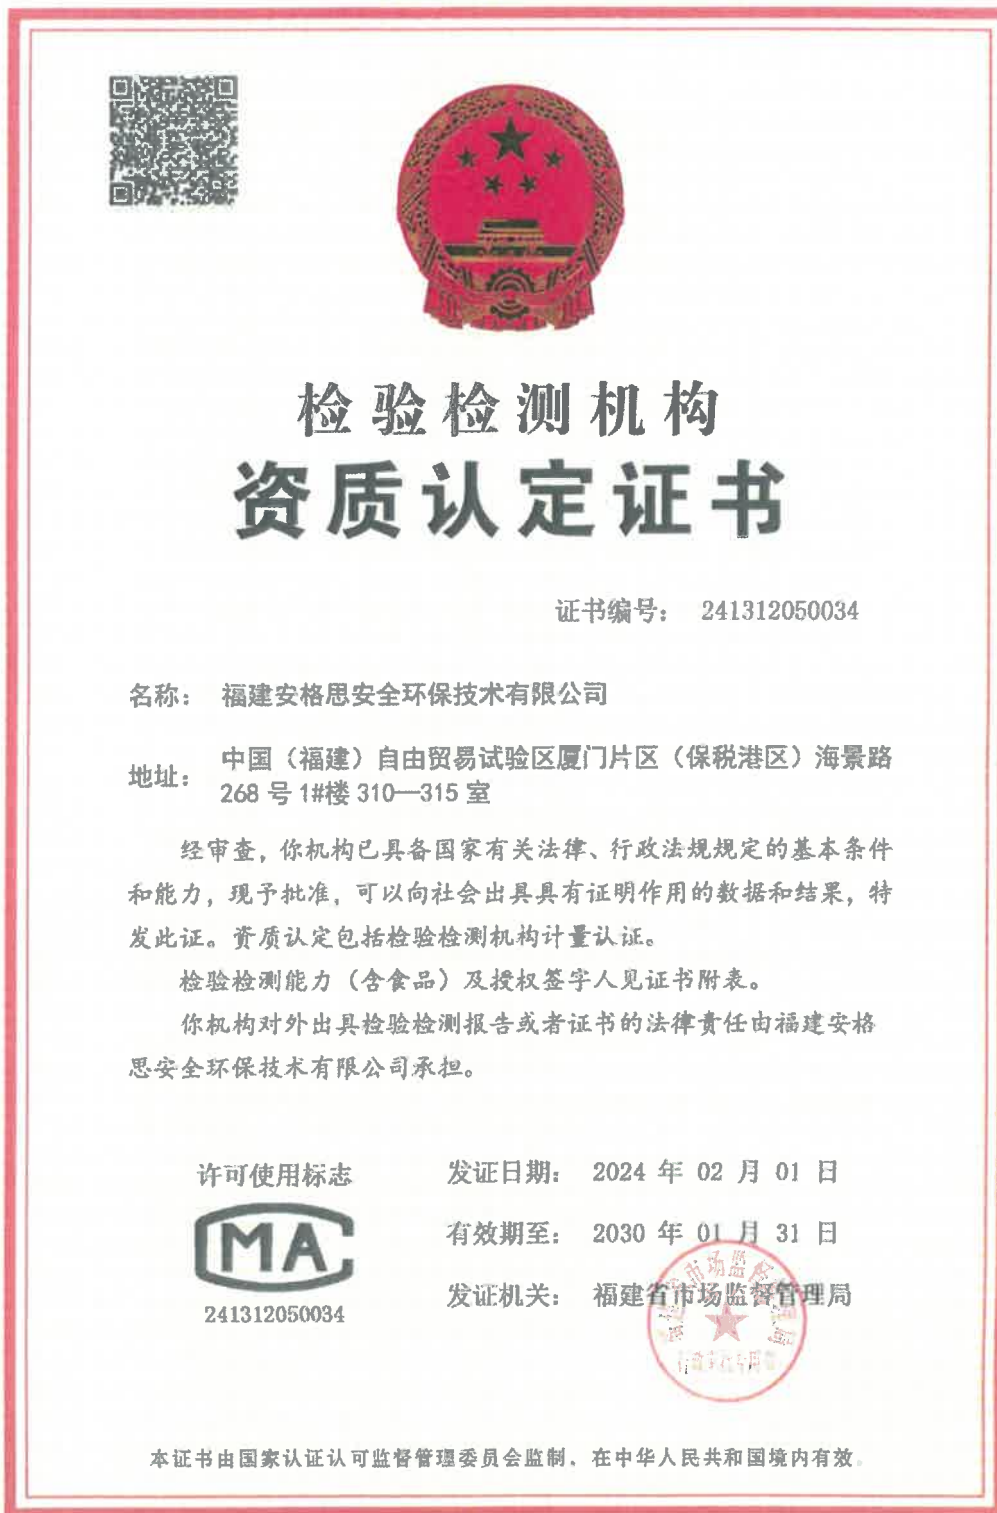 检验检测机构
资质认定证书
证书编号： 241312050034
名称： 福建安格思安全环保技术有限公司
地址： 中国（福建）自由贸易试验区厦门片区（保税港区）海景路
268 号 1#楼 310—315 室
经审查，你机构已具备国家有关法律、行政法规规定的基本条件
和能力，现予批准，可以向社会出具具有证明作用的数据和结果，特
发此证。资质认定包括检验检测机构计量认证。
检验检测能力（含食品）及授权签字人见证书附表。
你机构对外出具检验检测报告或者证书的法律责任由福建安格
思安全环保技术有限公司承担。
许可使用标志
MA
241312050034
发证日期： 2024 年 02 月 01 日
有效期至： 2030 年 01 月 31 日
发证机关： 福建省市场监督管理局
本证书由国家认证认可监督管理委员会监制，在中华人民共和国境内有效。